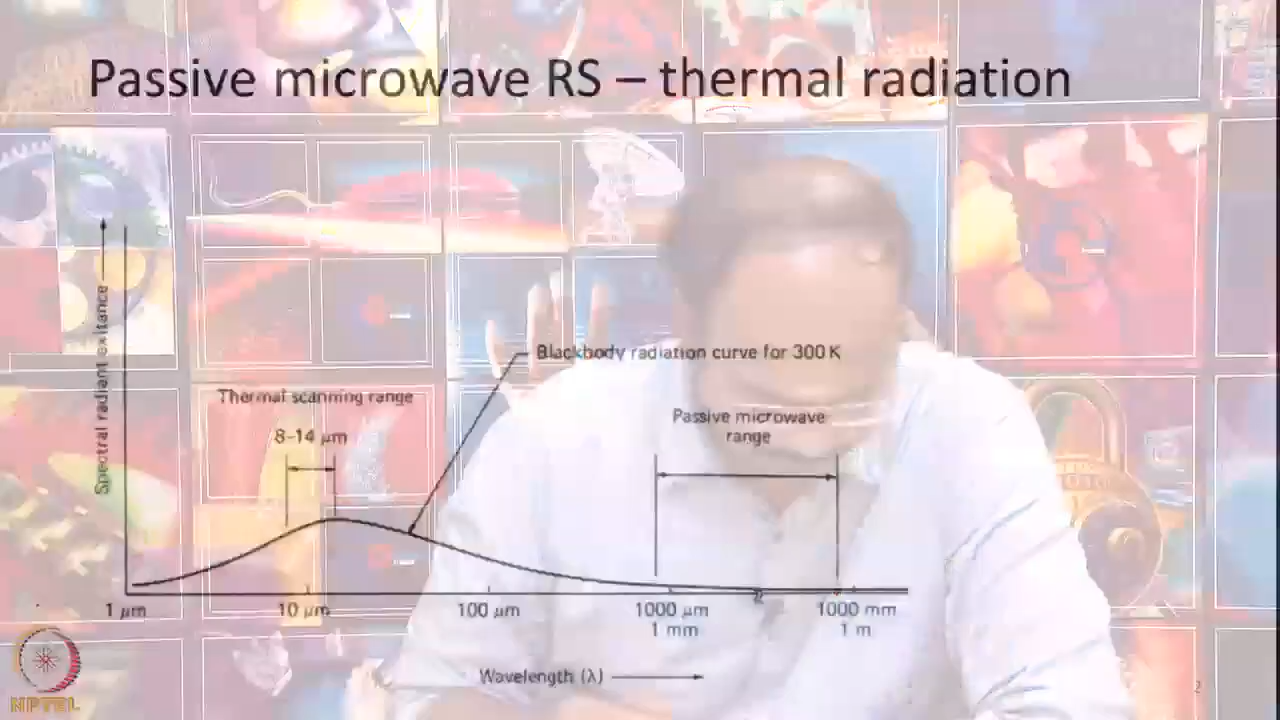 Passive microwave RS – thermal radiation
Spectral radiant exitance
Blackbody radiation curve for 300 K
Thermal scanning range
8-14 μm
Passive microwave
range
1 μm
10 μm
100 μm
1000 μm
1 mm
1000 mm
1 m
Wavelength (λ)
2
NPTEL